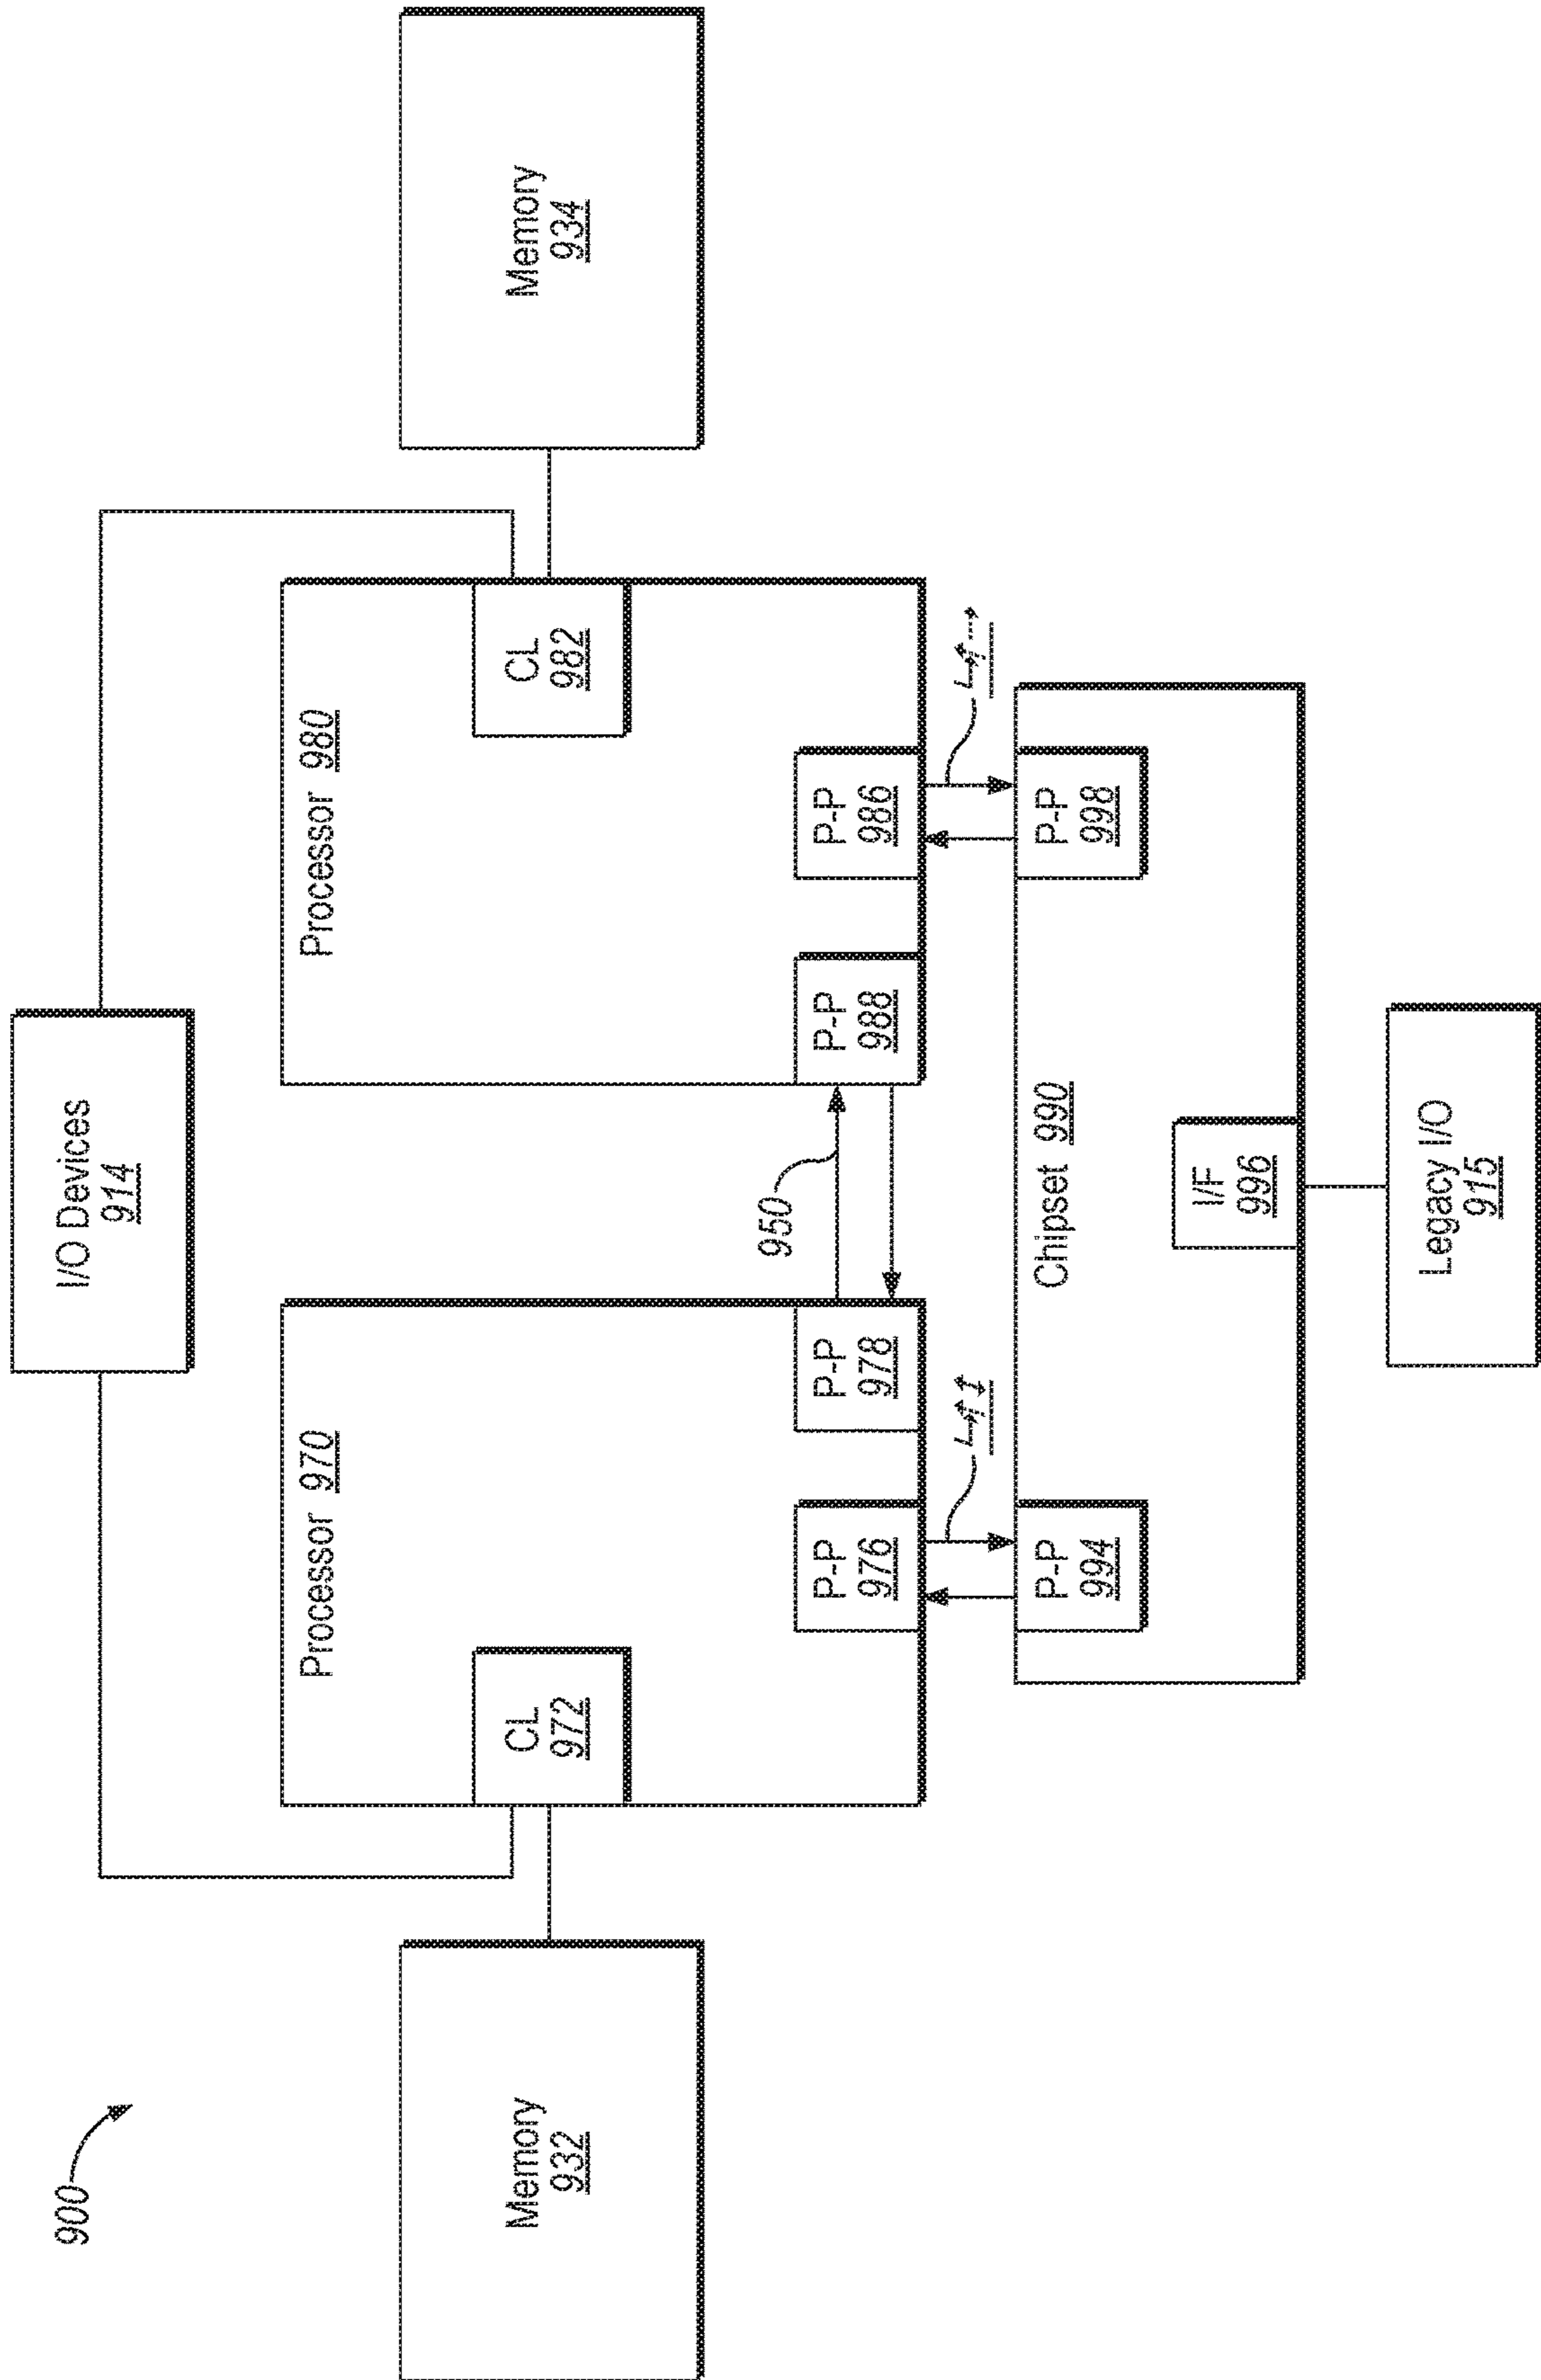 900
I/O Devices
914
Memory
932
Processor 970
CL
972
P-P
976
P-P
978
950
Processor 980
CL
982
P-P
988
P-P
986
Memory
934
Chipset 990
P-P
994
P-P
998
I/F
996
Legacy I/O
915